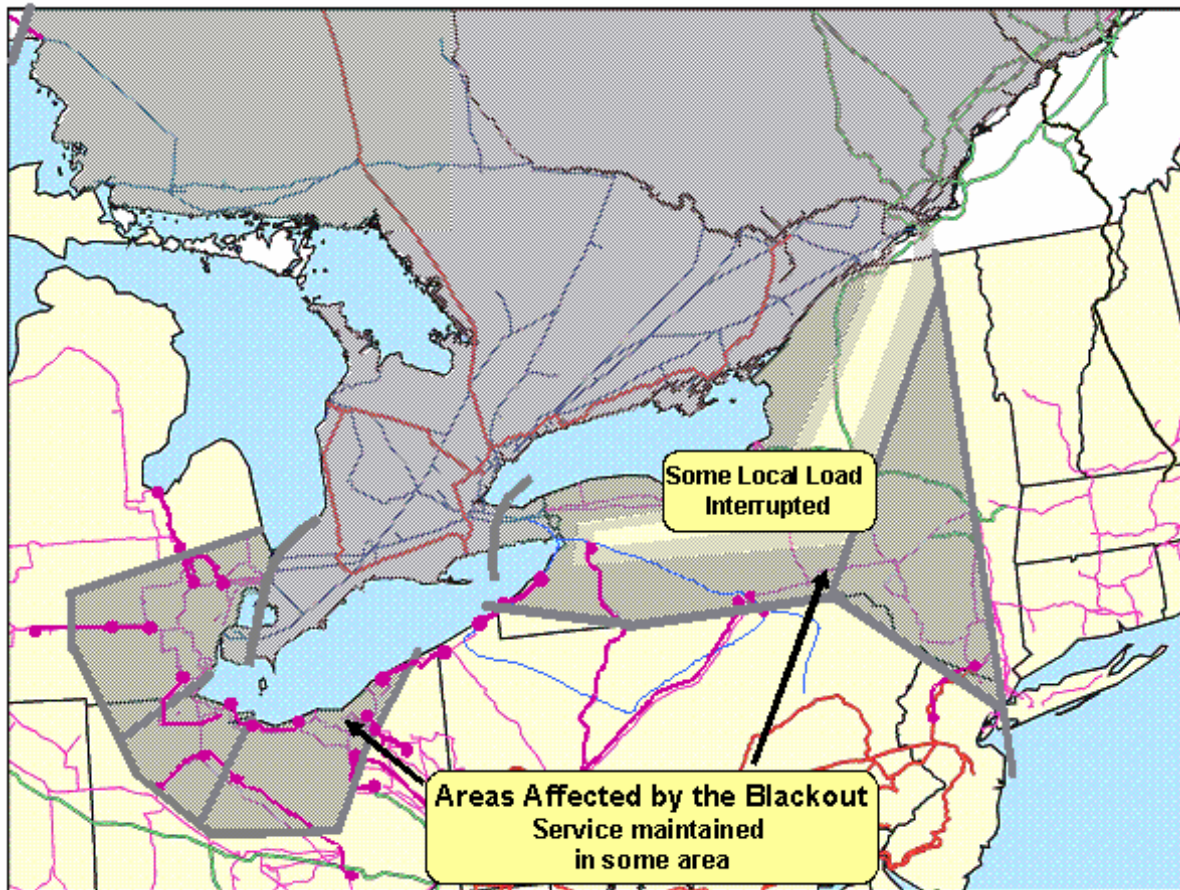 Some Local Load
Interrupted
Areas Affected by the Blackout
Service maintained
in some area